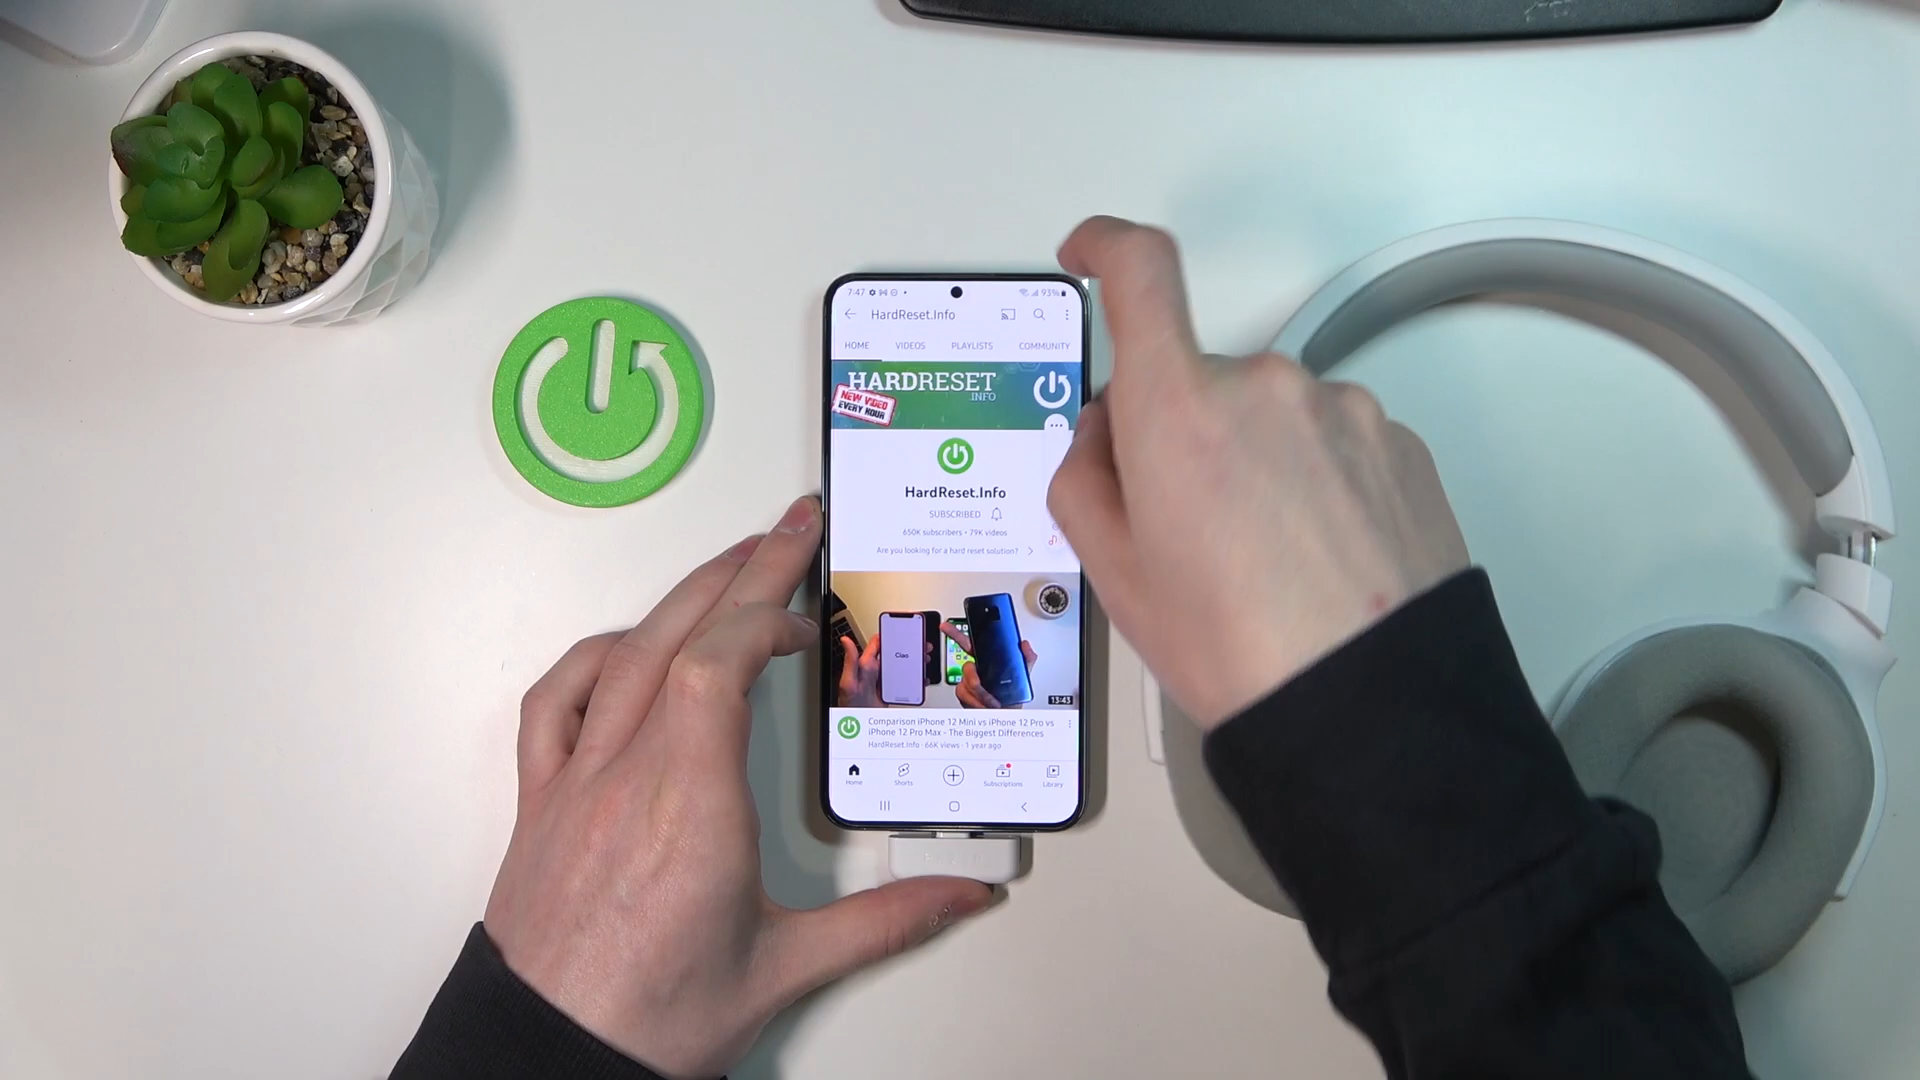 7:47
93%
HardReset.Info
HOME VIDEOS PLAYLISTS COMMUNITY
HARDRESET
.INFO
NEW VIDEO
EVERY HOUR
HardReset.Info
SUBSCRIBED
650K subscribers • 79K videos
Are you looking for a hard reset solution?
Ciao
13:43
Comparison iPhone 12 Mini vs iPhone 12 Pro vs
iPhone 12 Pro Max - The Biggest Differences
HardReset.Info · 66K views · 1 year ago
Home Shorts Subscriptions Library